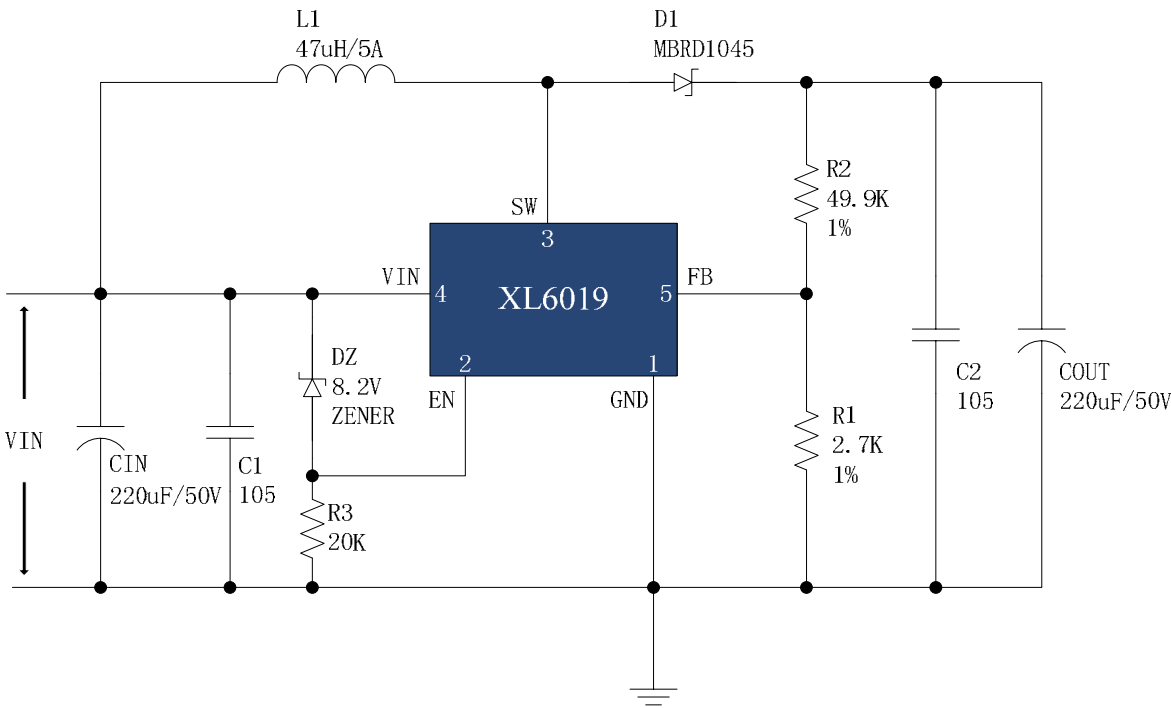 L1
47uH/5A
D1
MBRD1045
R2
49.9K
1%
SW
3
VIN
4
XL6019
5
FB
2
1
EN
GND
DZ
8.2V
ZENER
C2
105
COUT
220uF/50V
R1
2.7K
1%
VIN
CIN
220uF/50V
C1
105
R3
20K